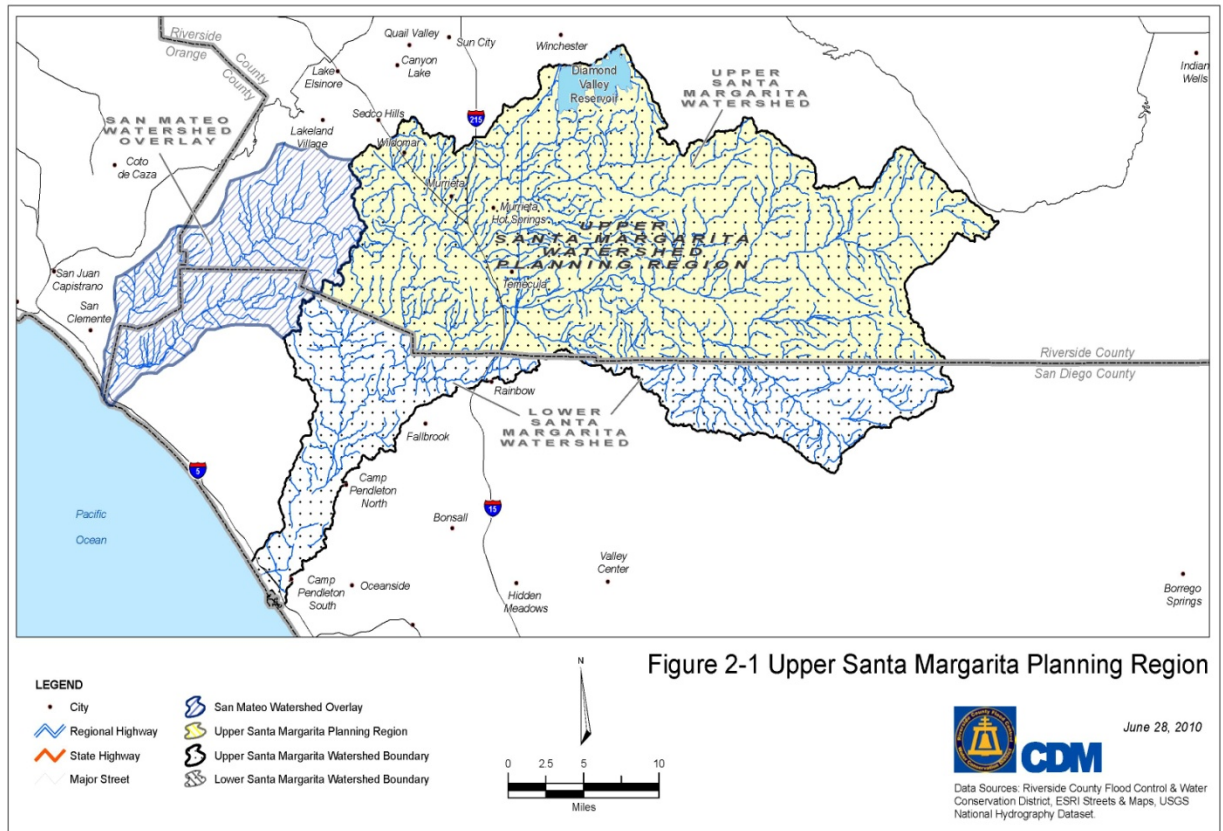 Riverside
Orange
County
County
Quail Valley
Sun City
Canyon
Lake
Winchester
Indian
Wells
Lake
Elsinore
Diamond
Valley
Reservoir
UPPER
SANTA
MARGARITA
WATERSHED
215
Sedco Hills
SAN MATEO
WATERSHED
OVERLAY
Lakeland
Village
Wildomar
Coto
de Caza
Murrieta
Murrieta
Hot Springs
UPPER
SANTA MARGARITA
WATERSHED
PLANNING REGION
Temecula
San Juan
Capistrano
San
Clemente
Riverside County
San Diego County
Rainbow
LOWER
SANTA
MARGARITA
WATERSHED
Fallbrook
5
Camp
Pendleton
North
15
Pacific
Ocean
Bonsall
Valley
Center
Camp
Pendleton
South
Oceanside
Hidden
Meadows
Borrego
Springs
Figure 2-1 Upper Santa Margarita Planning Region
LEGEND
City
Regional Highway
State Highway
Major Street
San Mateo Watershed Overlay
Upper Santa Margarita Planning Region
Upper Santa Margarita Watershed Boundary
Lower Santa Margarita Watershed Boundary
N
0 2.5 5 10
Miles
CDM
June 28, 2010
Data Sources: Riverside County Flood Control & Water
Conservation District, ESRI Streets & Maps, USGS
National Hydrography Dataset.